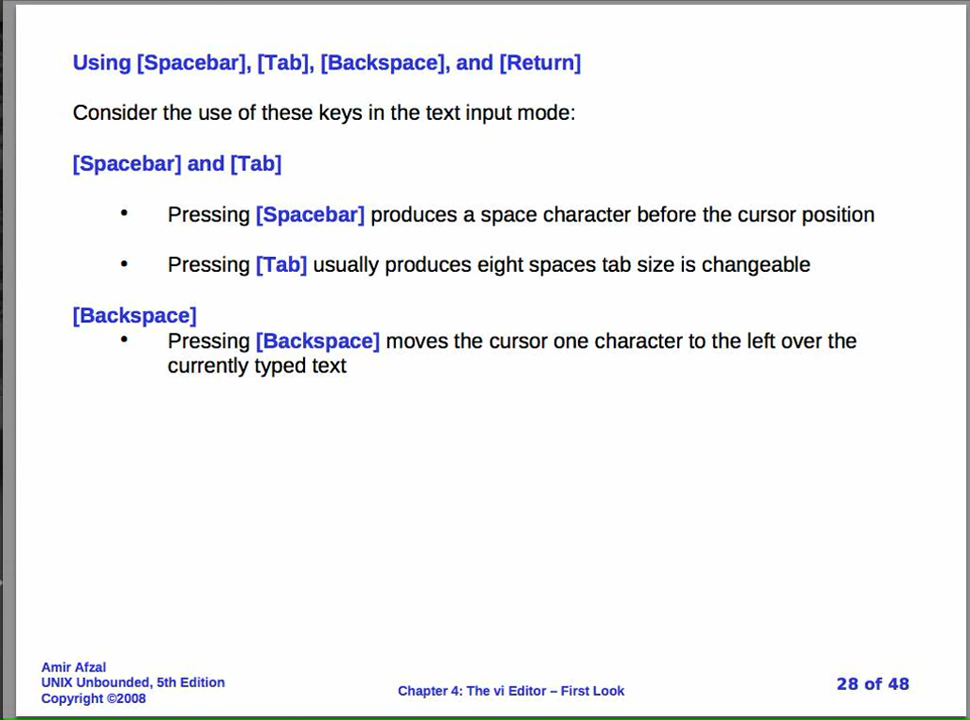 Using [Spacebar], [Tab], [Backspace], and [Return]
Consider the use of these keys in the text input mode:
[Spacebar] and [Tab]
• Pressing [Spacebar] produces a space character before the cursor position
• Pressing [Tab] usually produces eight spaces tab size is changeable
[Backspace]
• Pressing [Backspace] moves the cursor one character to the left over the
currently typed text
Amir Afzal
UNIX Unbounded, 5th Edition
Copyright ©2008
Chapter 4: The vi Editor – First Look
28 of 48